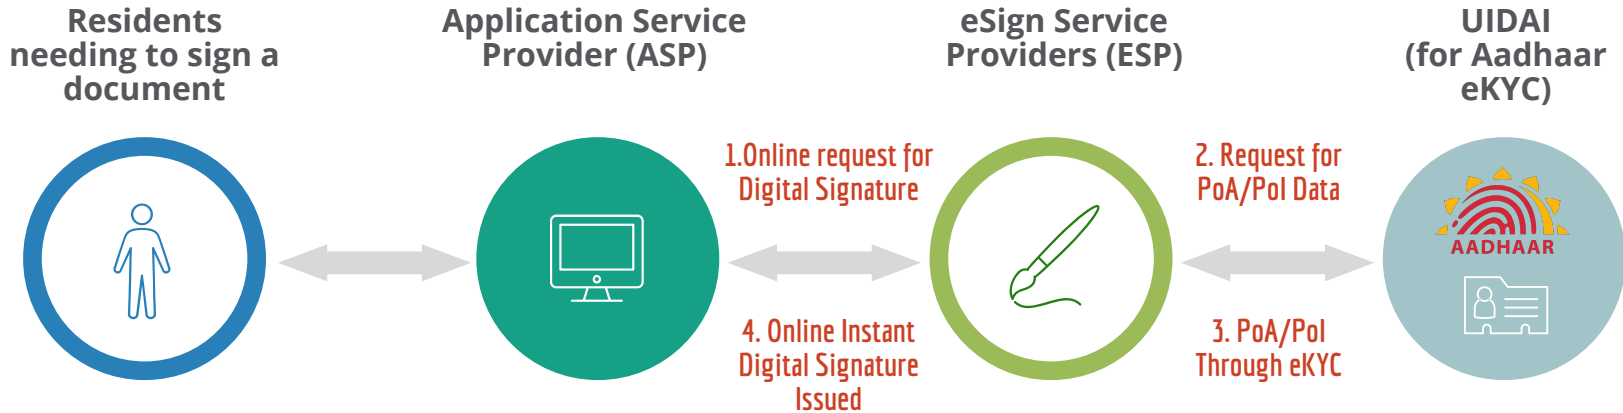 Residents
needing to sign a
document
Application Service
Provider (ASP)
eSign Service
Providers (ESP)
UIDAI
(for Aadhaar
eKYC)
1.Online request for
Digital Signature
2. Request for
PoA/PoI Data
AADHAAR
4. Online Instant
Digital Signature
Issued
3. PoA/PoI
Through eKYC